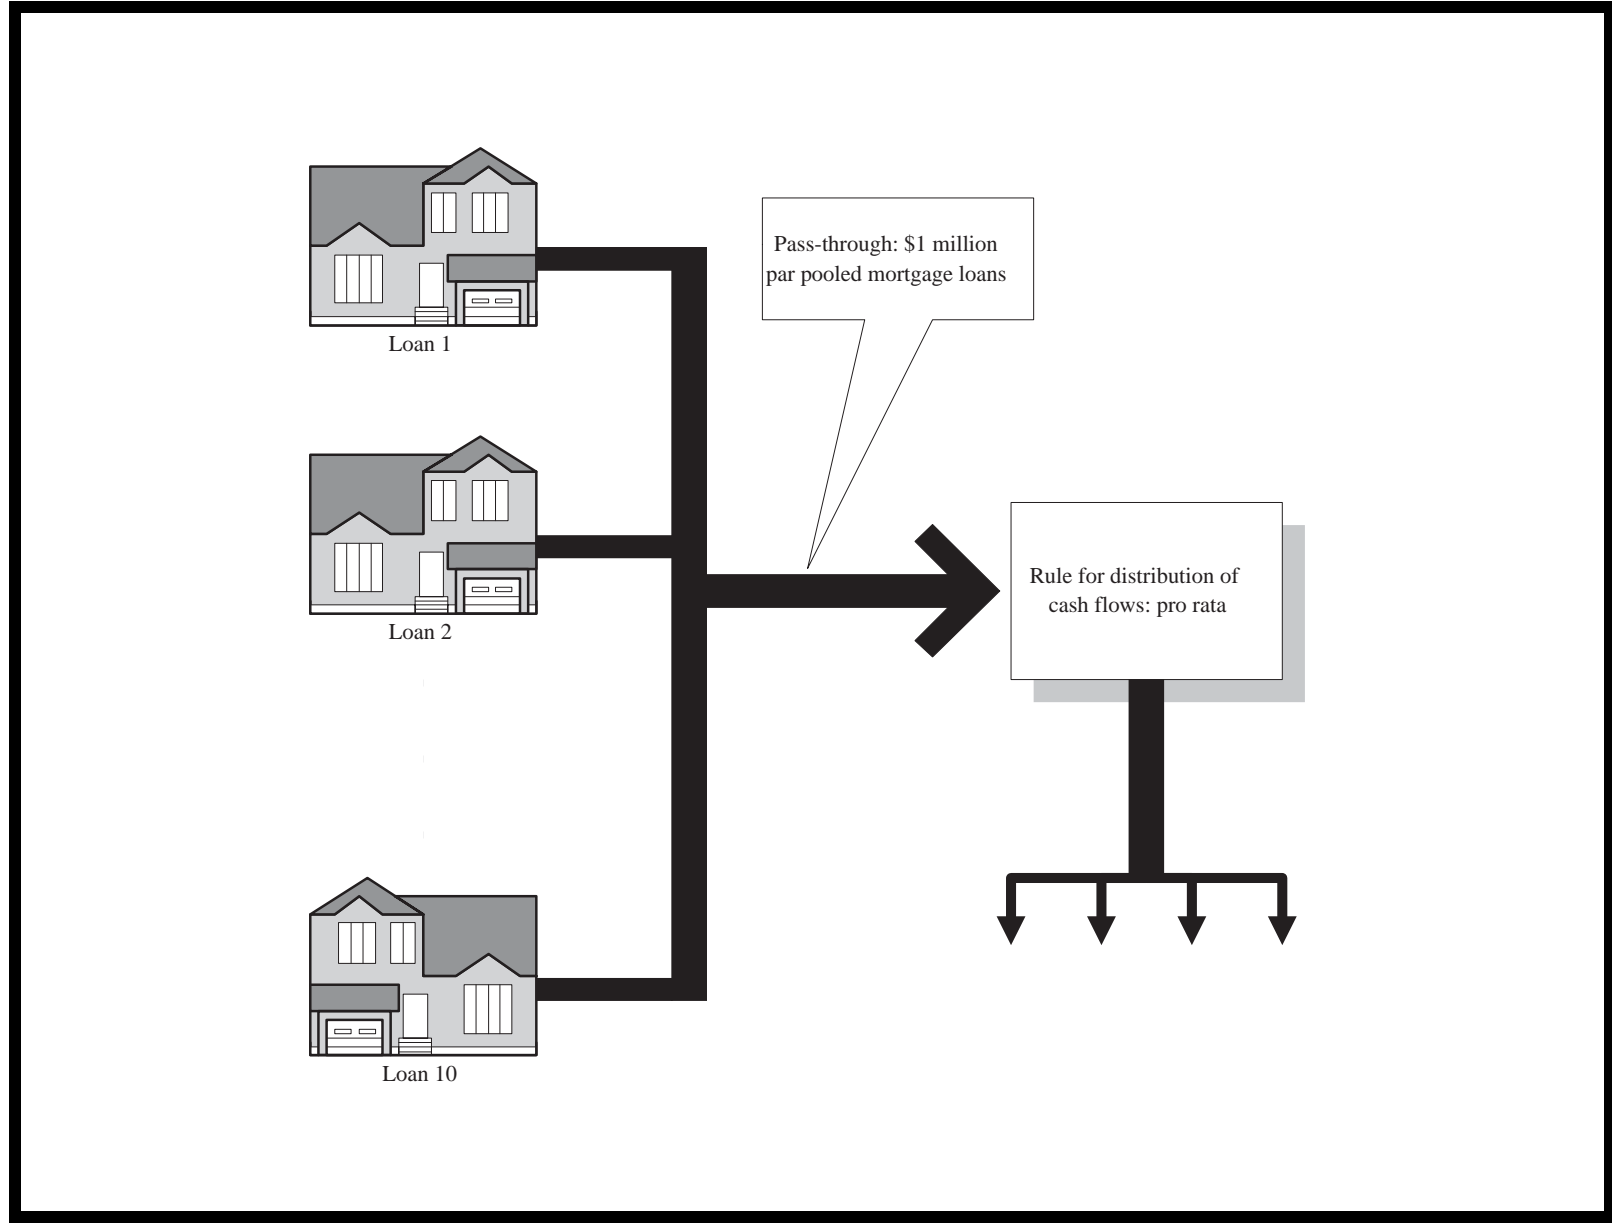 Loan 1
Pass-through: $1 million
par pooled mortgage loans
Loan 2
Rule for distribution of
cash flows: pro rata
Loan 10